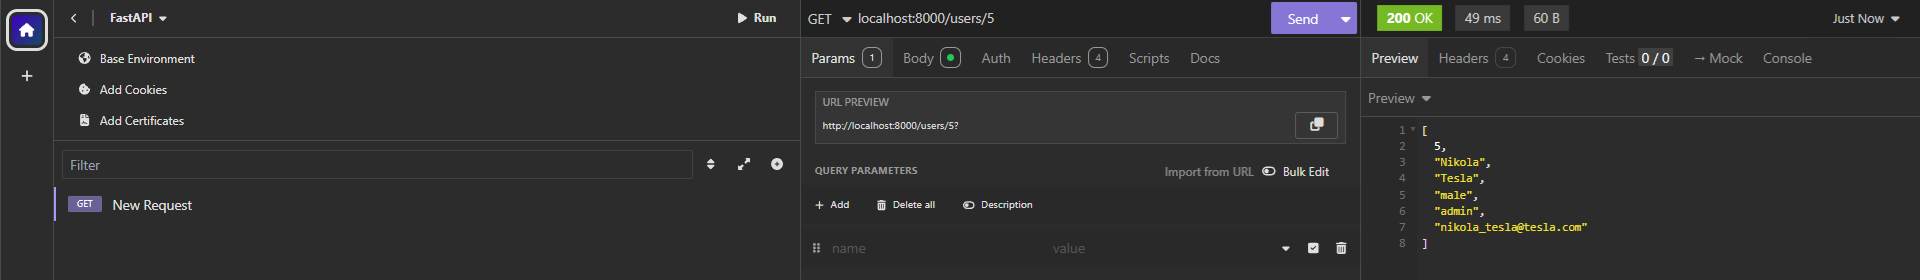 FastAPI
Run
Base Environment
Add Cookies
Add Certificates
Filter
GET New Request
GET localhost:8000/users/5 Send
Params 1 Body Auth Headers 4 Scripts Docs
URL PREVIEW
http://localhost:8000/users/5?
QUERY PARAMETERS Import from URL Bulk Edit
+ Add Delete all Description
name value
200 OK 49 ms 60 B Just Now
Preview Headers 4 Cookies Tests 0 / 0 → Mock Console
Preview
1 [
2 5,
3 "Nikola",
4 "Tesla",
5 "male",
6 "admin",
7 "nikola_tesla@tesla.com"
8 ]